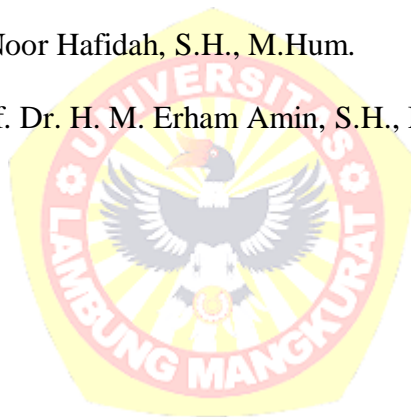 Noor Hafidah, S.H., M.Hum.
f. Dr. H. M. Erham Amin, S.H.,
UNIVERSITAS
LAMBUNG MANGKURAT